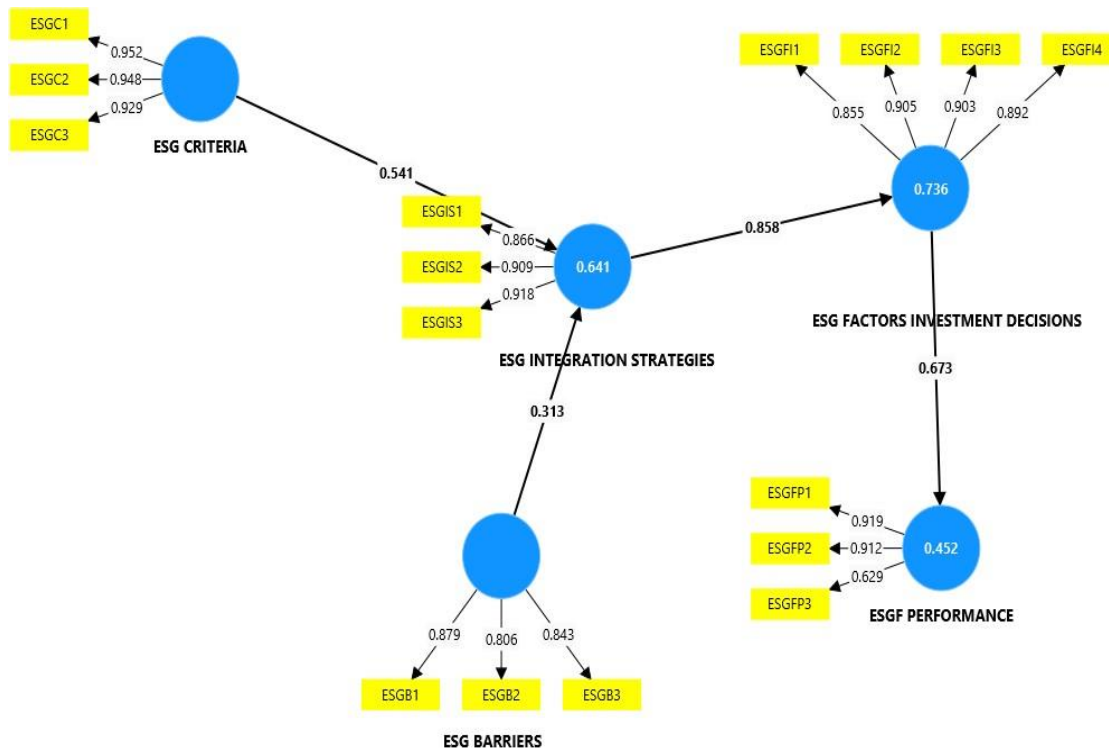 ESGC1
0.952
ESGC2
0.948
ESGC3
0.929
ESG CRITERIA
0.541
ESGFI1
ESGFI2
ESGFI3
ESGFI4
0.855
0.905
0.903
0.892
0.736
ESG FACTORS INVESTMENT DECISIONS
ESGIS1
0.866
ESGIS2
0.909
ESGIS3
0.918
0.641
ESG INTEGRATION STRATEGIES
0.858
0.313
0.673
ESGFP1
0.919
ESGFP2
0.912
ESGFP3
0.629
0.452
ESGF PERFORMANCE
0.879
0.806
0.843
ESGB1
ESGB2
ESGB3
ESG BARRIERS